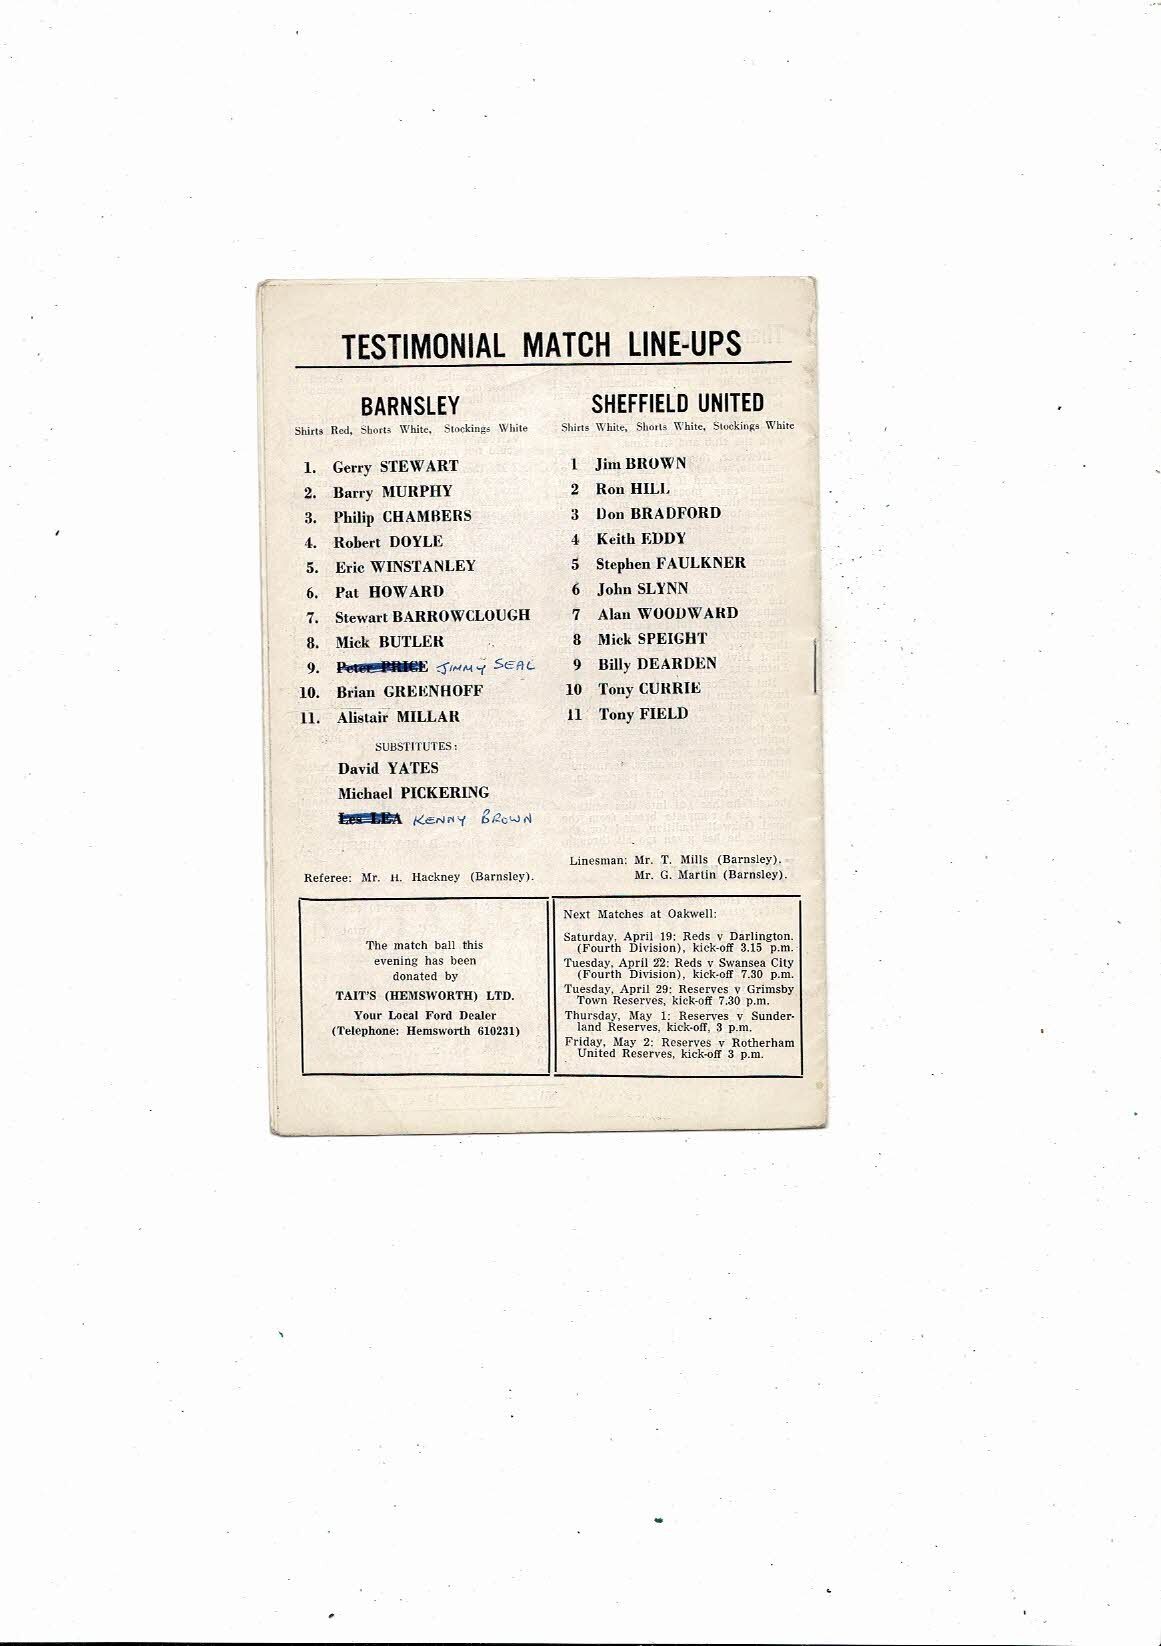 TESTIMONIAL MATCH LINE-UPS
BARNSLEY
Shirts Red, Shorts White, Stockings White
1. Gerry STEWART
2. Barry MURPHY
3. Philip CHAMBERS
4. Robert DOYLE
5. Eric WINSTANLEY
6. Pat HOWARD
7. Stewart BARROWCLOUGH
8. Mick BUTLER
9. Peter PRICE JIMMY SEAL
10. Brian GREENHOFF
11. Alistair MILLAR
SUBSTITUTES:
David YATES
Michael PICKERING
Les LEA KENNY BROWN
Referee: Mr. H. Hackney (Barnsley).
SHEFFIELD UNITED
Shirts White, Shorts White, Stockings White
1 Jim BROWN
2 Ron HILL
3 Don BRADFORD
4 Keith EDDY
5 Stephen FAULKNER
6 John SLYNN
7 Alan WOODWARD
8 Mick SPEIGHT
9 Billy DEARDEN
10 Tony CURRIE
11 Tony FIELD
Linesman: Mr. T. Mills (Barnsley).
Mr. G. Martin (Barnsley).
The match ball this
evening has been
donated by
TAIT'S (HEMSWORTH) LTD.
Your Local Ford Dealer
(Telephone: Hemsworth 610231)
Next Matches at Oakwell:
Saturday, April 19: Reds v Darlington.
(Fourth Division), kick-off 3.15 p.m.
Tuesday, April 22: Reds v Swansea City
(Fourth Division), kick-off 7.30 p.m.
Tuesday, April 29: Reserves v Grimsby
Town Reserves, kick-off 7.30 p.m.
Thursday, May 1: Reserves v Sunder-
land Reserves, kick-off, 3 p.m.
Friday, May 2: Reserves v Rotherham
United Reserves, kick-off 3 p.m.